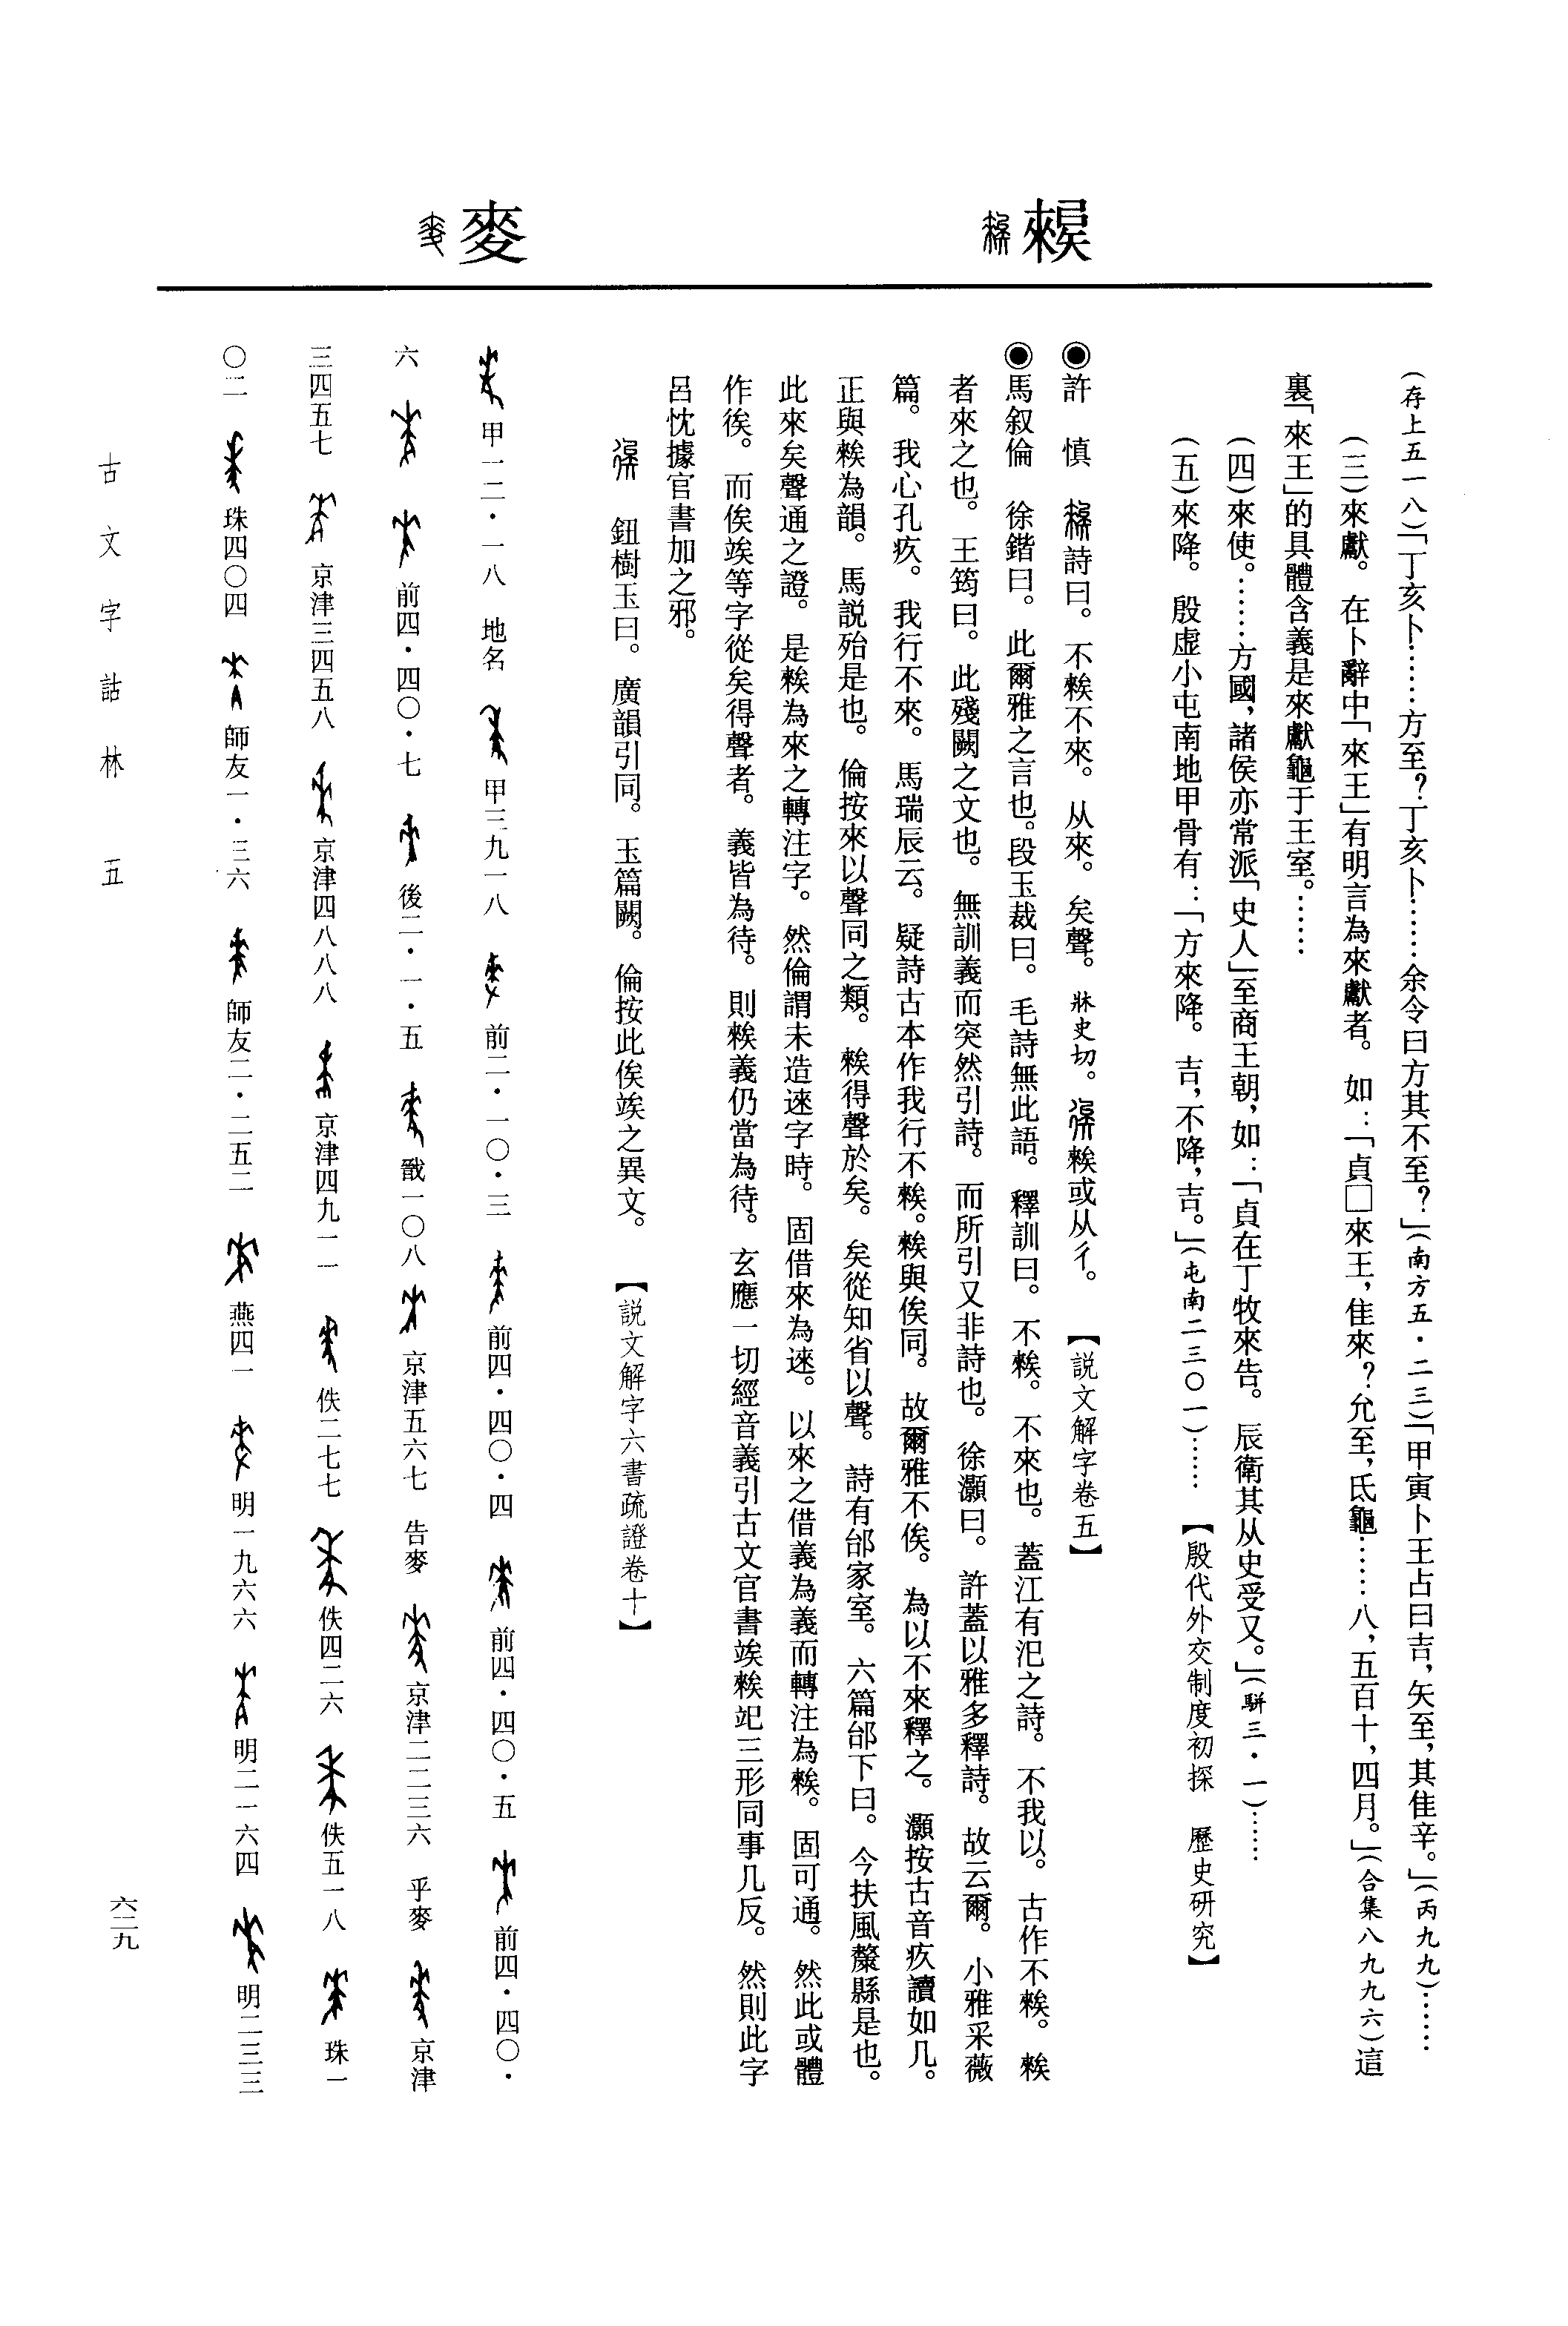 𥏳
麥
(存上五一八)「丁亥卜……方至?丁亥卜……余令曰方其不至?」(南方五·二三)「甲寅卜王占曰吉,矢至,其隹辛。」(丙九九)……
(三)來獻。在卜辭中「來王」有明言為來獻者。如:「貞□來王,隹來?允至,氐龜……八,五百十,四月。」(合集八九九六)這
裏「來王」的具體含義是來獻龜于王室。……
(四)來使。……方國,諸侯亦常派「史人」至商王朝,如:「貞在丁牧來告。辰衛其从史受又。」(駢三·一)……
(五)來降。殷虛小屯南地甲骨有:「方來降。吉,不降,吉。」(屯南二三〇一)…… 【殷代外交制度初探 歷史研究】
◉許 慎 詩曰。不𥏳不來。从來。矣聲。牀史切。𥏳或从彳。 【説文解字卷五】
◉馬叙倫 徐鍇曰。此爾雅之言也。段玉裁曰。毛詩無此語。釋訓曰。不𥏳。不來也。蓋江有汜之詩。不我以。古作不𥏳。𥏳
者來之也。王筠曰。此殘闕之文也。無訓義而突然引詩。而所引又非詩也。徐灝曰。許蓋以雅多釋詩。故云爾。小雅采薇
篇。我心孔疚。我行不來。馬瑞辰云。疑詩古本作我行不𥏳。𥏳與俟同。故爾雅不俟。為以不來釋之。灝按古音疚讀如几。
正與𥏳為韻。馬説殆是也。倫按來以聲同之類。𥏳得聲於矣。矣從知省以聲。詩有邰家室。六篇邰下曰。今扶風斄縣是也。
此來矣聲通之證。是𥏳為來之轉注字。然倫謂未造逨字時。固借來為逨。以來之借義為義而轉注為𥏳。固可通。然此或體
作徯。而俟竢等字從矣得聲者。義皆為待。則𥏳義仍當為待。玄應一切經音義引古文官書竢𥏳竢三形同事几反。然則此字
呂忱據官書加之邪。
鈕樹玉曰。廣韻引同。玉篇闕。倫按此俟竢之異文。 【説文解字六書疏證卷十】
甲一二·一八 地名 甲三九一八 前二·一〇·三 前四·四〇·四 前四·四〇·五 前四·四〇·
六 前四·四〇·七 後二·一·五 戩一〇八 京津五六七 告麥 京津二二三六 乎麥 京津
三四五七 京津三四五八 京津四八八八 京津四九一一 佚二七七 佚四二六 佚五一八 珠一
〇二 珠四〇四 師友一·三六 師友二·二五二 燕四一 明一九六六 明二一六四 明二三三
古文字詁林 五
六二九